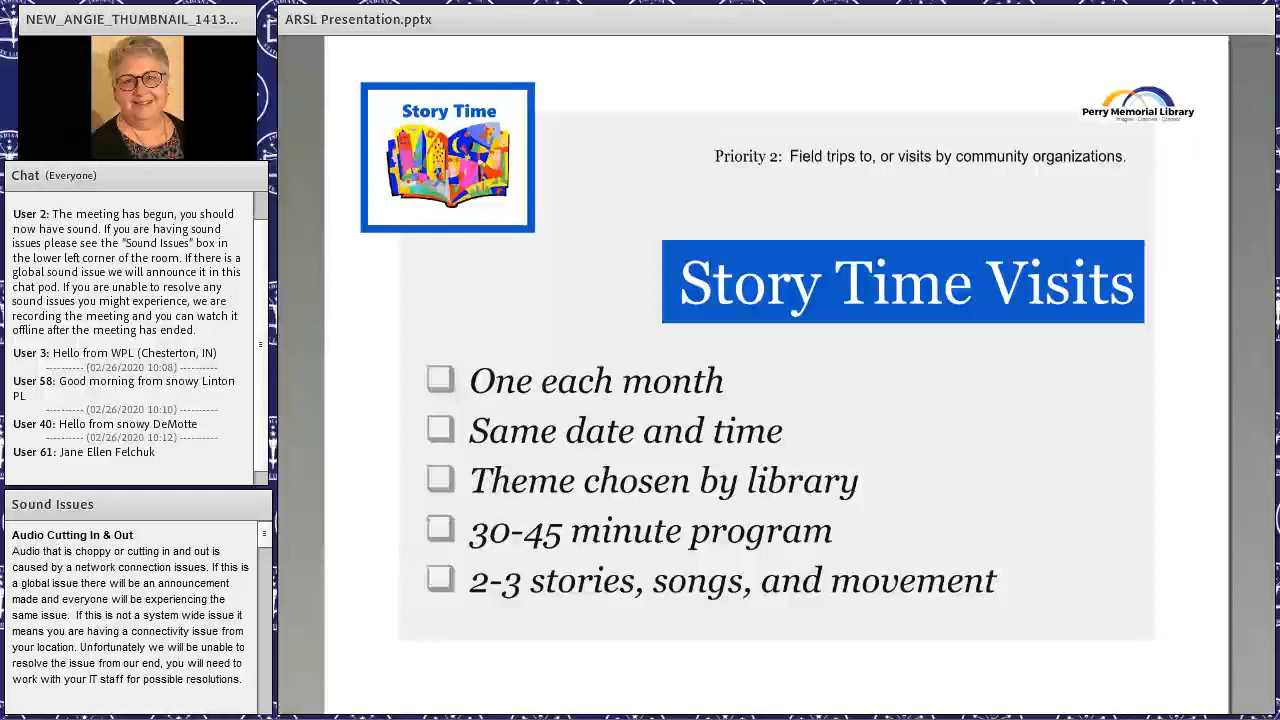 NEW_ANGIE_THUMBNAIL_1413...
ARSL Presentation.pptx
Chat (Everyone)
User 2: The meeting has begun, you should
now have sound. If you are having sound
issues please see the "Sound Issues" box in
the lower left corner of the room. If there is a
global sound issue we will announce it in this
chat pod. If you are unable to resolve any
sound issues you might experience, we are
recording the meeting and you can watch it
offline after the meeting has ended.
User 3: Hello from WPL (Chesterton, IN)
---------- (02/26/2020 10:08) --------
User 58: Good morning from snowy Linton
PL
---------- (02/26/2020 10:10) --------
User 40: Hello from snowy DeMotte
---------- (02/26/2020 10:12) --------
User 61: Jane Ellen Felchuk
Sound Issues
Audio Cutting In & Out
Audio that is choppy or cutting in and out is
caused by a network connection issues. If this
is a global issue there will be an announcement
made and everyone will be experiencing the
same issue. If this is not a system wide issue it
means you are having a connectivity issue from
your location. Unfortunately we will be unable to
resolve the issue from our end, you will need to
work with your IT staff for possible resolutions.
Story Time
Perry Memorial Library
Priority 2: Field trips to, or visits by community organizations.
Story Time Visits
One each month
Same date and time
Theme chosen by library
30-45 minute program
2-3 stories, songs, and movement